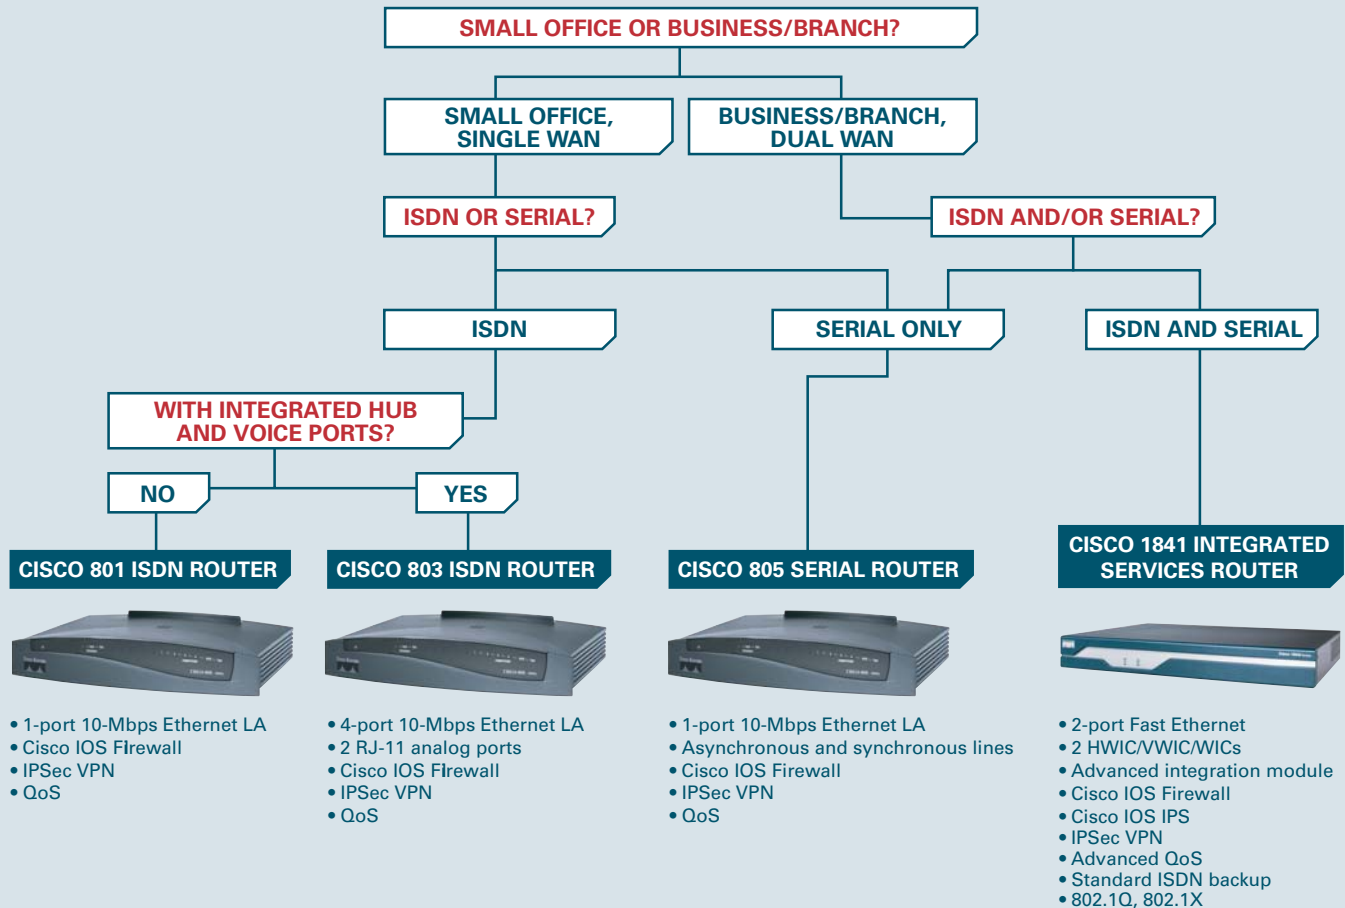 SMALL OFFICE OR BUSINESS/BRANCH?
SMALL OFFICE,
SINGLE WAN
BUSINESS/BRANCH,
DUAL WAN
ISDN OR SERIAL?
ISDN AND/OR SERIAL?
ISDN
SERIAL ONLY
ISDN AND SERIAL
WITH INTEGRATED HUB
AND VOICE PORTS?
NO
YES
CISCO 801 ISDN ROUTER
• 1-port 10-Mbps Ethernet LA
• Cisco IOS Firewall
• IPSec VPN
• QoS
CISCO 803 ISDN ROUTER
• 4-port 10-Mbps Ethernet LA
• 2 RJ-11 analog ports
• Cisco IOS Firewall
• IPSec VPN
• QoS
CISCO 805 SERIAL ROUTER
• 1-port 10-Mbps Ethernet LA
• Asynchronous and synchronous lines
• Cisco IOS Firewall
• IPSec VPN
• QoS
CISCO 1841 INTEGRATED
SERVICES ROUTER
• 2-port Fast Ethernet
• 2 HWIC/VWIC/WICs
• Advanced integration module
• Cisco IOS Firewall
• Cisco IOS IPS
• IPSec VPN
• Advanced QoS
• Standard ISDN backup
• 802.1Q, 802.1X